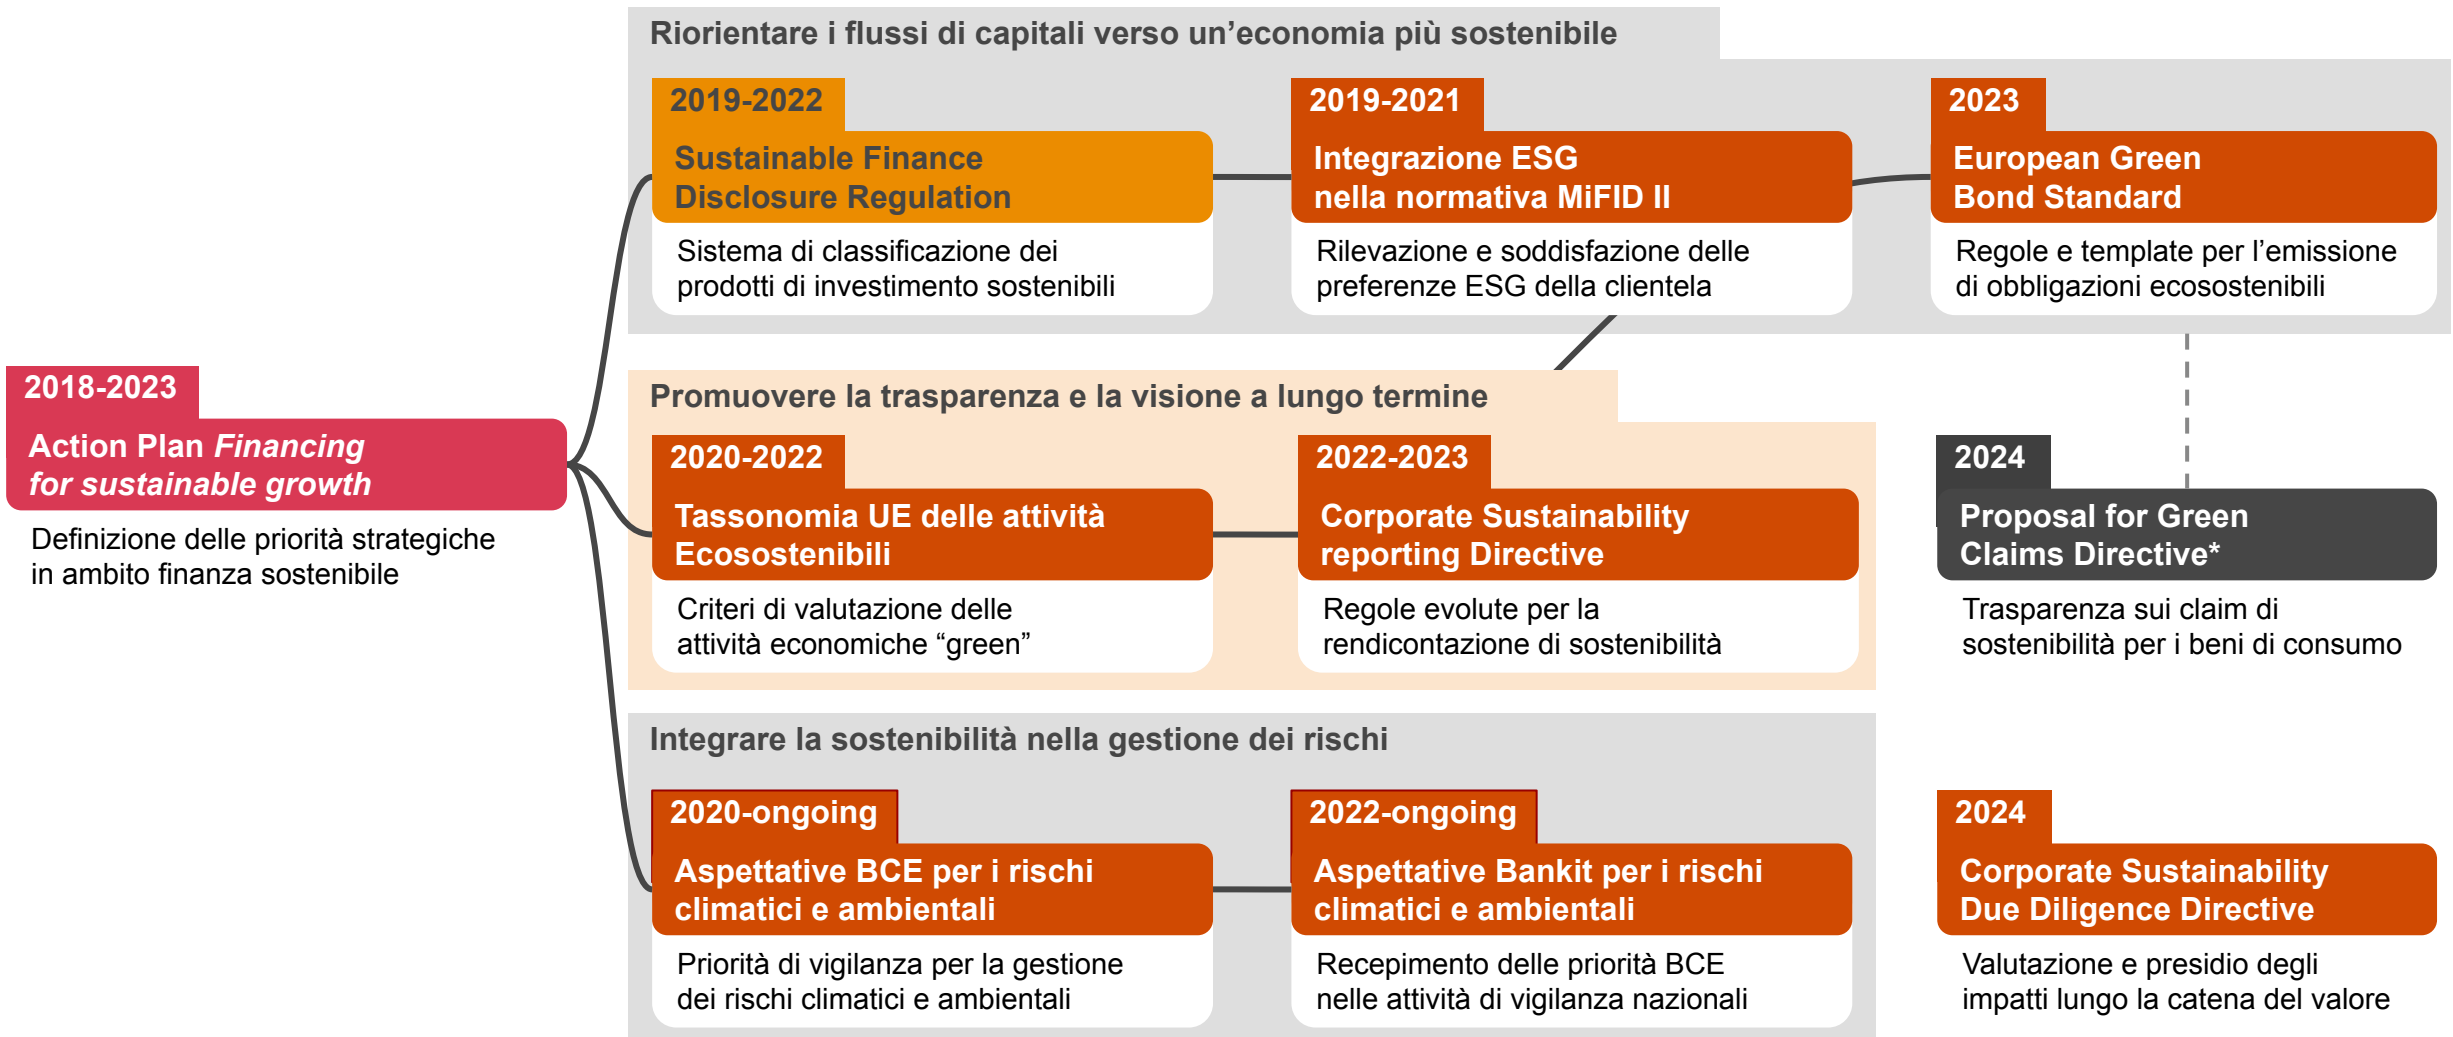 Riorientare i flussi di capitali verso un’economia più sostenibile
2019-2022
Sustainable Finance
Disclosure Regulation
Sistema di classificazione dei
prodotti di investimento sostenibili
2019-2021
Integrazione ESG
nella normativa MiFID II
Rilevazione e soddisfazione delle
preferenze ESG della clientela
2023
European Green
Bond Standard
Regole e template per l’emissione
di obbligazioni ecosostenibili
2018-2023
Action Plan Financing
for sustainable growth
Definizione delle priorità strategiche
in ambito finanza sostenibile
Promuovere la trasparenza e la visione a lungo termine
2020-2022
Tassonomia UE delle attività
Ecosostenibili
Criteri di valutazione delle
attività economiche “green”
2022-2023
Corporate Sustainability
reporting Directive
Regole evolute per la
rendicontazione di sostenibilità
2024
Proposal for Green
Claims Directive*
Trasparenza sui claim di
sostenibilità per i beni di consumo
Integrare la sostenibilità nella gestione dei rischi
2020-ongoing
Aspettative BCE per i rischi
climatici e ambientali
Priorità di vigilanza per la gestione
dei rischi climatici e ambientali
2022-ongoing
Aspettative Bankit per i rischi
climatici e ambientali
Recepimento delle priorità BCE
nelle attività di vigilanza nazionali
2024
Corporate Sustainability
Due Diligence Directive
Valutazione e presidio degli
impatti lungo la catena del valore